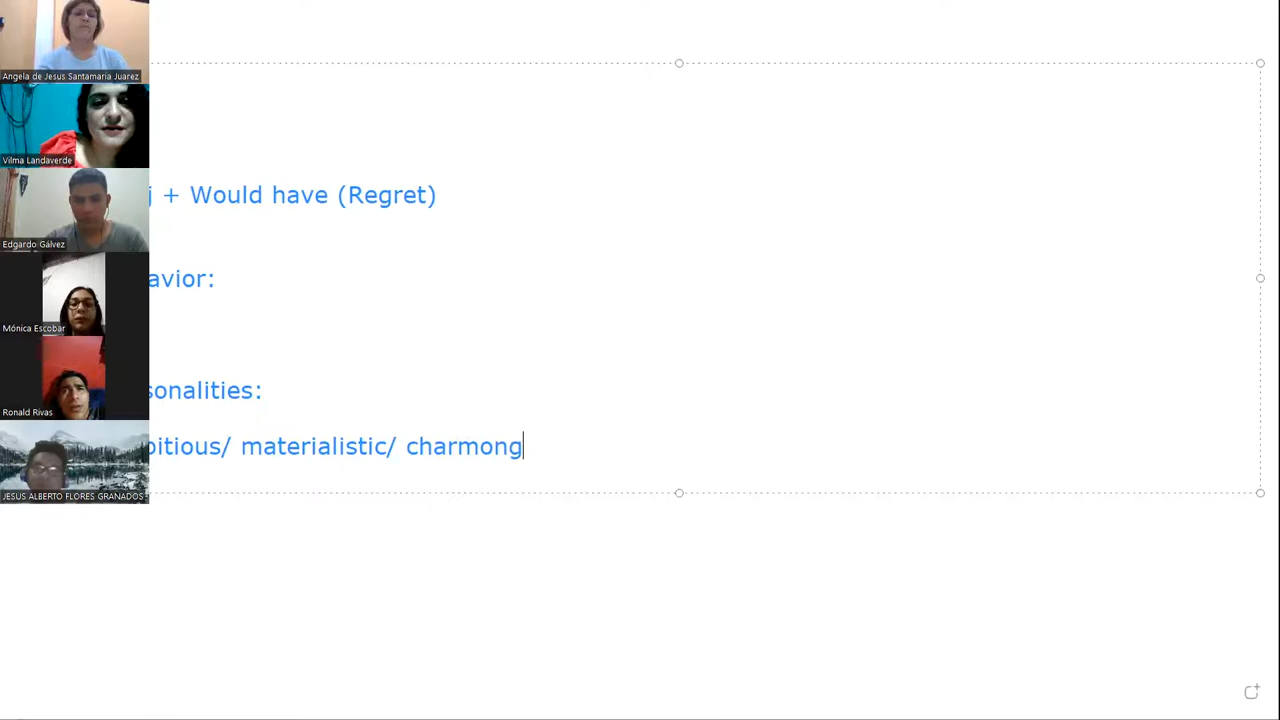 Angela de Jesus Santamaria Juarez
Vilma Landaverde
Edgardo Gálvez
Mónica Escobar
Ronald Rivas
JESUS ALBERTO FLORES GRANADOS
j + Would have (Regret)
avior:
sonalities:
bitious/ materialistic/ charmong